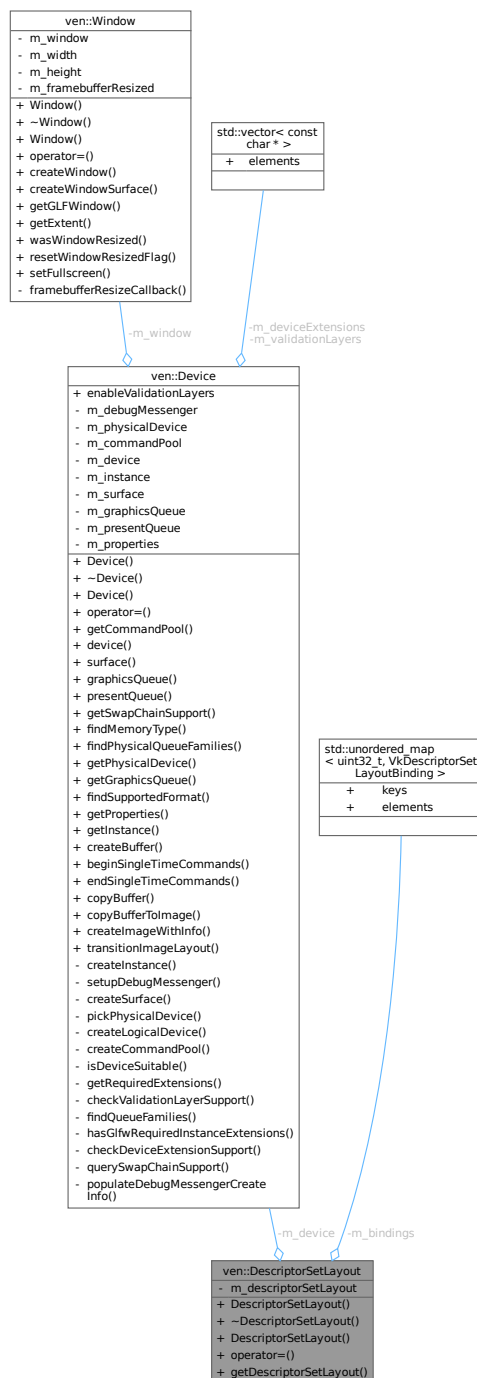 ven::Window
- m_window
- m_width
- m_height
- m_framebufferResized
+ Window()
+ ~Window()
+ Window()
+ operator=()
+ createWindow()
+ createWindowSurface()
+ getGLFWindow()
+ getExtent()
+ wasWindowResized()
+ resetWindowResizedFlag()
+ setFullscreen()
- framebufferResizeCallback()
std::vector< const
char * >
+ elements
-m_window
-m_deviceExtensions
-m_validationLayers
ven::Device
+ enableValidationLayers
- m_debugMessenger
- m_physicalDevice
- m_commandPool
- m_device
- m_instance
- m_surface
- m_graphicsQueue
- m_presentQueue
- m_properties
+ Device()
+ ~Device()
+ Device()
+ operator=()
+ getCommandPool()
+ device()
+ surface()
+ graphicsQueue()
+ presentQueue()
+ getSwapChainSupport()
+ findMemoryType()
+ findPhysicalQueueFamilies()
+ getPhysicalDevice()
+ getGraphicsQueue()
+ findSupportedFormat()
+ getProperties()
+ getInstance()
+ createBuffer()
+ beginSingleTimeCommands()
+ endSingleTimeCommands()
+ copyBuffer()
+ copyBufferToImage()
+ createImageWithInfo()
+ transitionImageLayout()
- createInstance()
- setupDebugMessenger()
- createSurface()
- pickPhysicalDevice()
- createLogicalDevice()
- createCommandPool()
- isDeviceSuitable()
- getRequiredExtensions()
- checkValidationLayerSupport()
- findQueueFamilies()
- hasGlfwRequiredInstanceExtensions()
- checkDeviceExtensionSupport()
- querySwapChainSupport()
- populateDebugMessengerCreate
Info()
std::unordered_map
< uint32_t, VkDescriptorSet
LayoutBinding >
+ keys
+ elements
-m_device
-m_bindings
ven::DescriptorSetLayout
- m_descriptorSetLayout
+ DescriptorSetLayout()
+ ~DescriptorSetLayout()
+ DescriptorSetLayout()
+ operator=()
+ getDescriptorSetLayout()